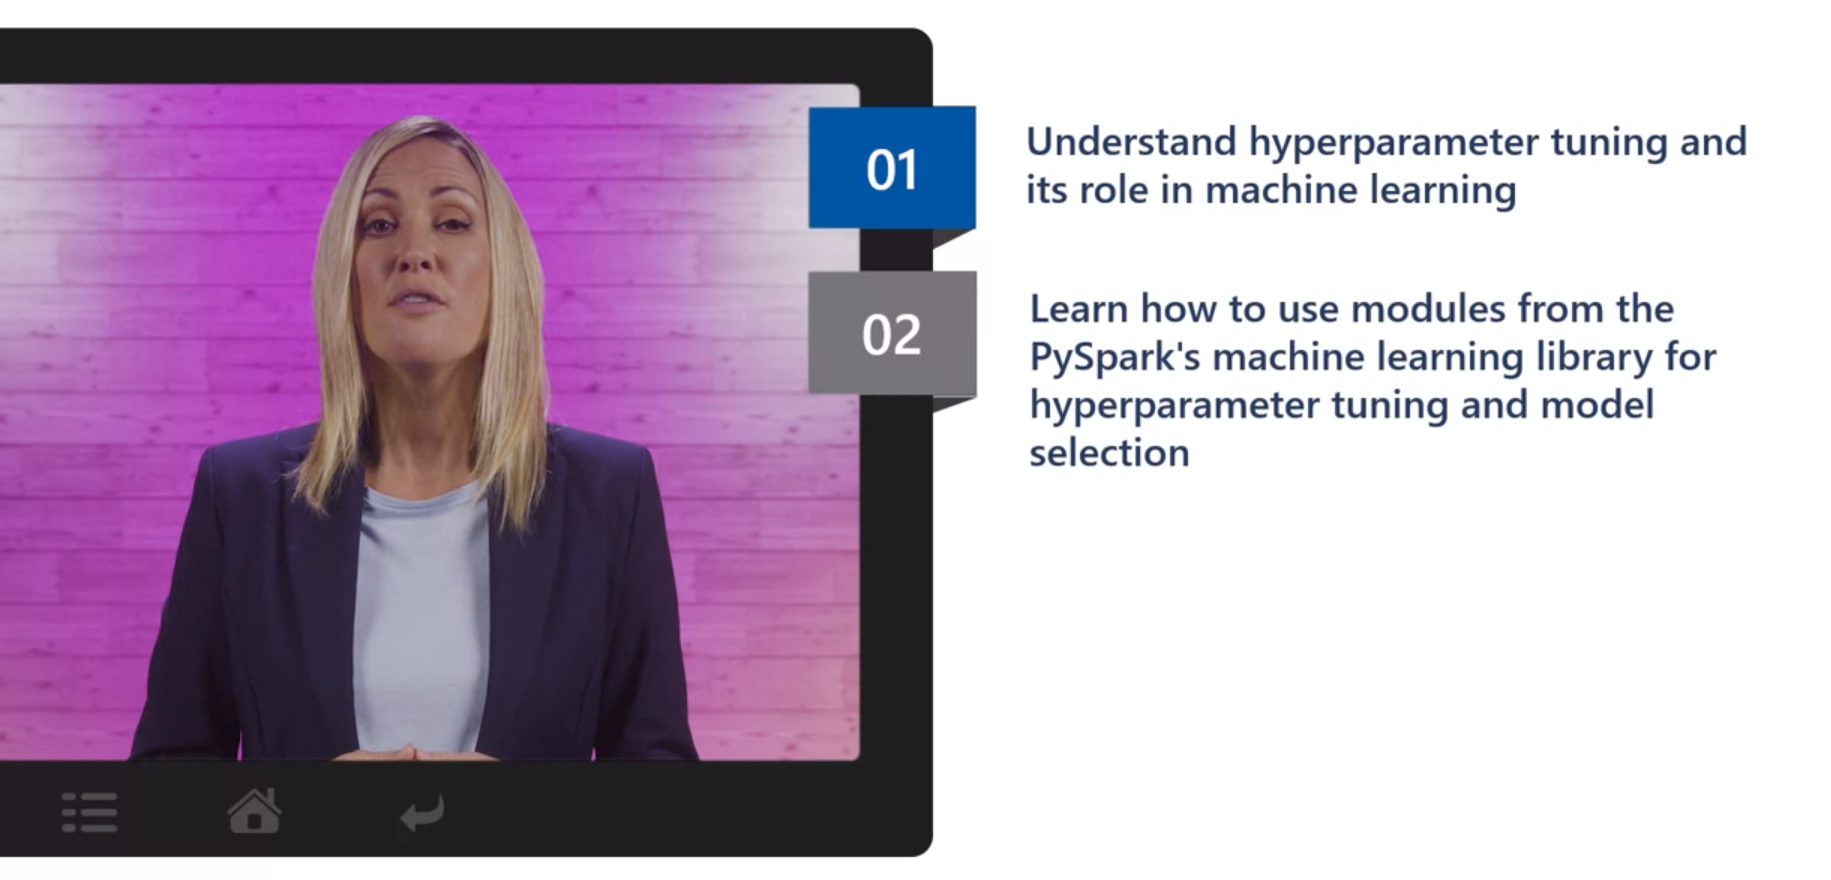 01
Understand hyperparameter tuning and
its role in machine learning
02
Learn how to use modules from the
PySpark's machine learning library for
hyperparameter tuning and model
selection